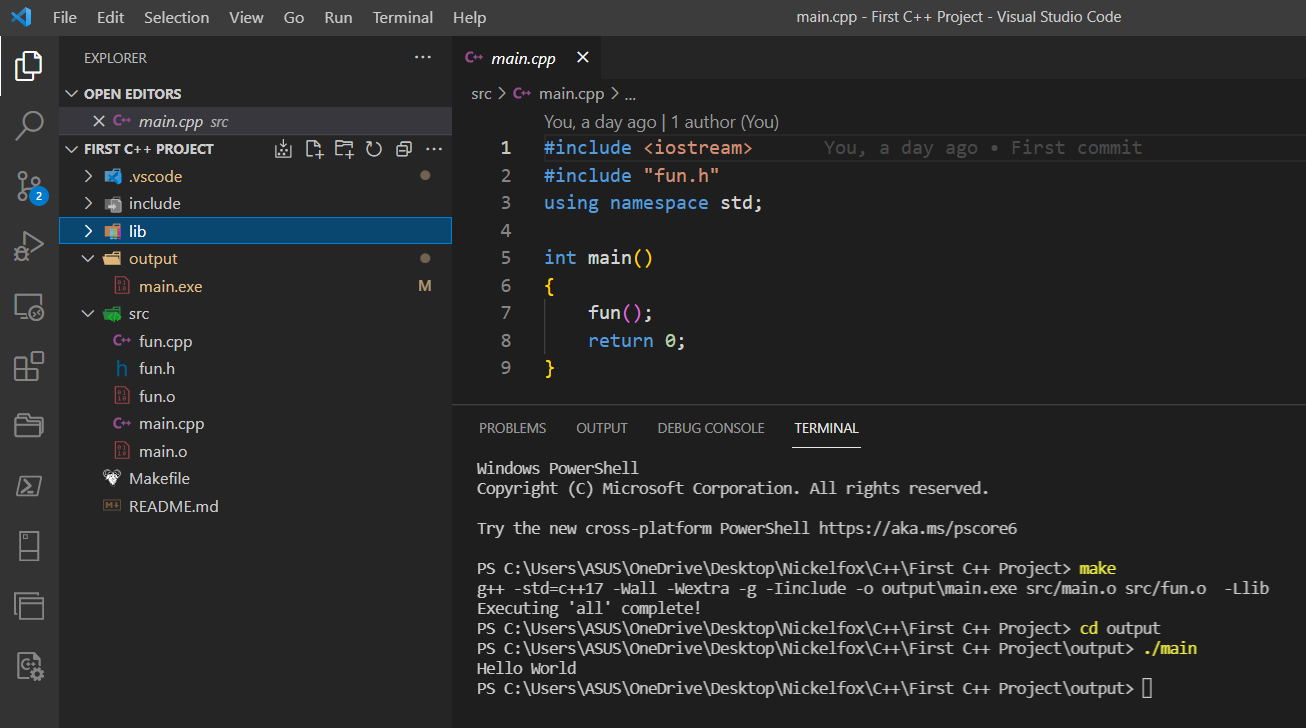 File Edit Selection View Go Run Terminal Help main.cpp - First C++ Project - Visual Studio Code
EXPLORER
OPEN EDITORS
main.cpp src
FIRST C++ PROJECT
.vscode
include
lib
output
main.exe M
src
fun.cpp
fun.h
fun.o
main.cpp
main.o
Makefile
README.md
2
main.cpp
src > main.cpp > ...
You, a day ago | 1 author (You)
1 #include <iostream> You, a day ago • First commit
2 #include "fun.h"
3 using namespace std;
4
5 int main()
6 {
7 fun();
8 return 0;
9 }
PROBLEMS OUTPUT DEBUG CONSOLE TERMINAL
Windows PowerShell
Copyright (C) Microsoft Corporation. All rights reserved.
Try the new cross-platform PowerShell https://aka.ms/pscore6
PS C:\Users\ASUS\OneDrive\Desktop\Nickelfox\C++\First C++ Project> make
g++ -std=c++17 -Wall -Wextra -g -Iinclude -o output\main.exe src/main.o src/fun.o -Llib
Executing 'all' complete!
PS C:\Users\ASUS\OneDrive\Desktop\Nickelfox\C++\First C++ Project> cd output
PS C:\Users\ASUS\OneDrive\Desktop\Nickelfox\C++\First C++ Project\output> ./main
Hello World
PS C:\Users\ASUS\OneDrive\Desktop\Nickelfox\C++\First C++ Project\output>